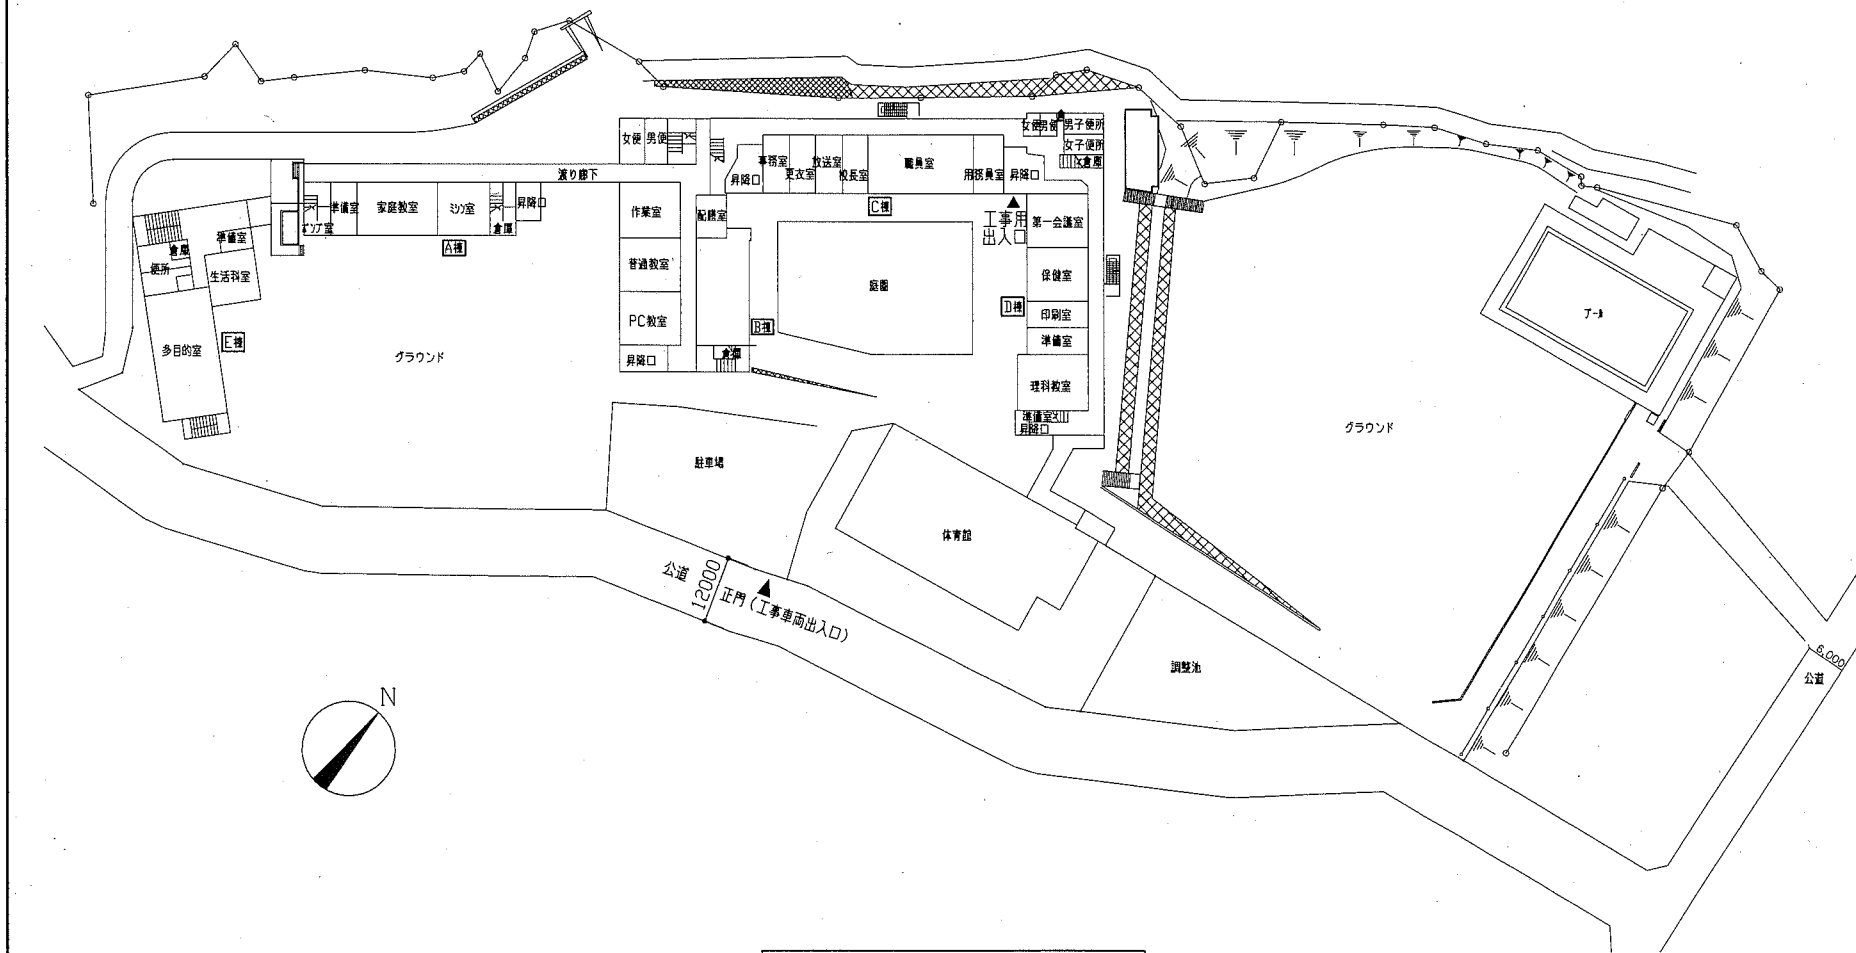 女便
男便
女便
男便
男子便所
女子便所
倉庫
渡り廊下
昇降口
事務室
更衣室
放送室
校長室
職員室
用務員室
昇降口
ポンプ室
準備室
家庭教室
ミシン室
倉庫
昇降口
A棟
作業室
配膳室
C棟
工事用
出入口
第一会議室
倉庫
便所
準備室
生活科室
多目的室
E棟
グラウンド
普通教室
PC教室
昇降口
B棟
倉庫
庭園
保健室
D棟
印刷室
準備室
理科教室
準備室
昇降口
プール
グラウンド
駐車場
体育館
公道
12000
正門(工事車両出入口)
調整池
6,000
公道
N